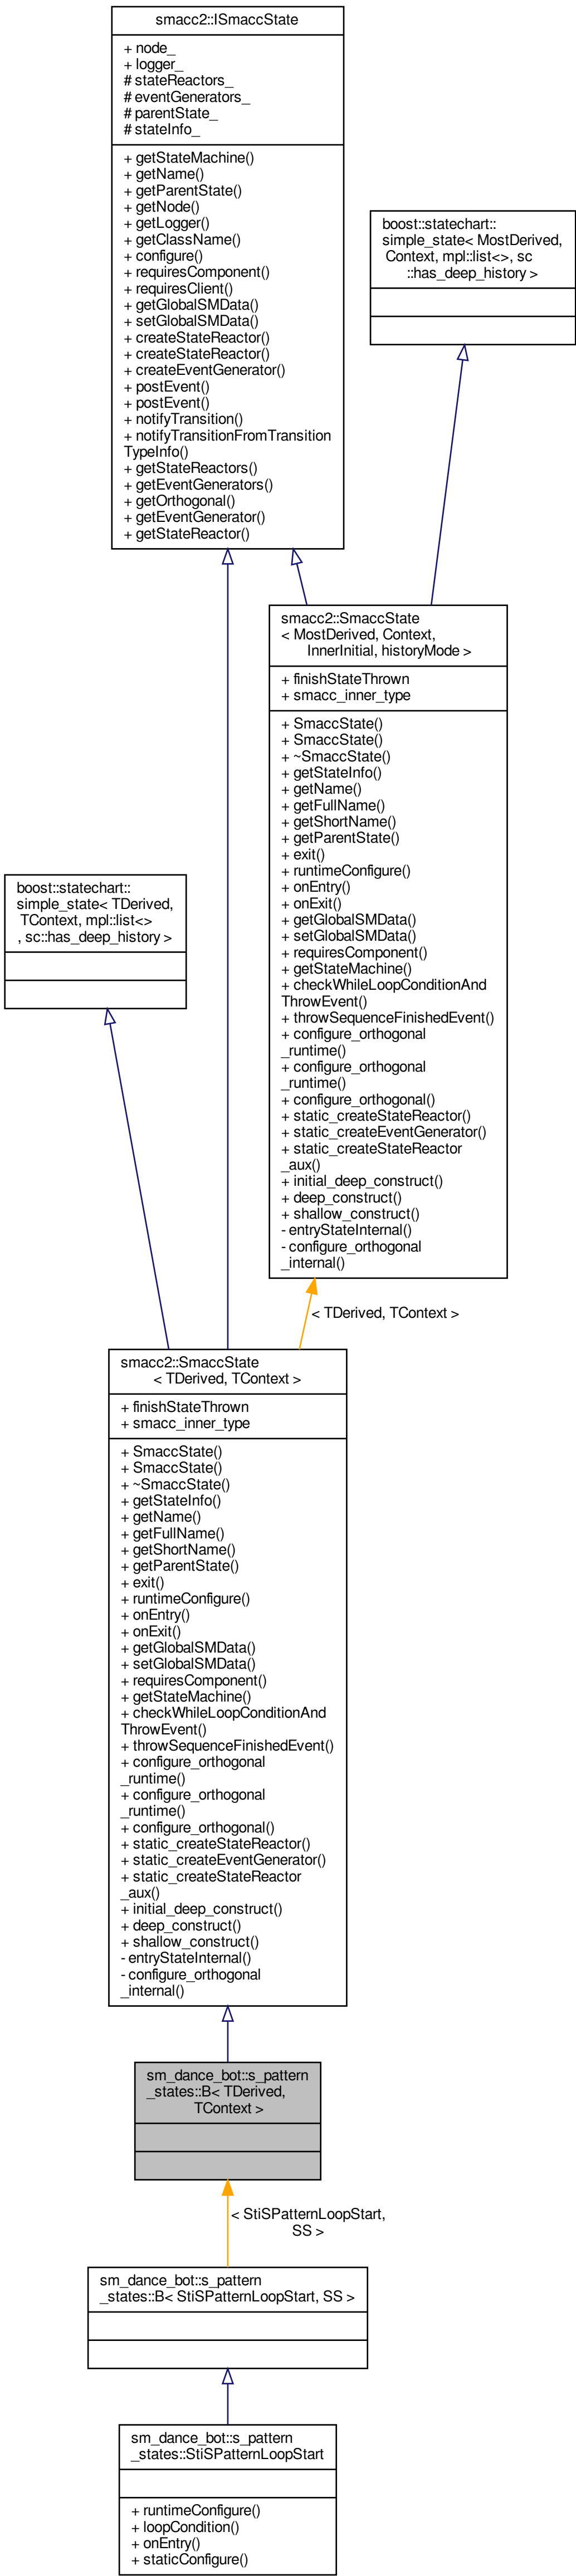 smacc2::ISmaccState
+ node_
+ logger_
# stateReactors_
# eventGenerators_
# parentState_
# stateInfo_
+ getStateMachine()
+ getName()
+ getParentState()
+ getNode()
+ getLogger()
+ getClassName()
+ configure()
+ requiresComponent()
+ requiresClient()
+ getGlobalSMData()
+ setGlobalSMData()
+ createStateReactor()
+ createStateReactor()
+ createEventGenerator()
+ postEvent()
+ postEvent()
+ notifyTransition()
+ notifyTransitionFromTransition
TypeInfo()
+ getStateReactors()
+ getEventGenerators()
+ getOrthogonal()
+ getEventGenerator()
+ getStateReactor()
boost::statechart::
simple_state< MostDerived,
Context, mpl::list<>, sc
::has_deep_history >
smacc2::SmaccState
< MostDerived, Context,
InnerInitial, historyMode >
+ finishStateThrown
+ smacc_inner_type
+ SmaccState()
+ SmaccState()
+ ~SmaccState()
+ getStateInfo()
+ getName()
+ getFullName()
+ getShortName()
+ getParentState()
+ exit()
+ runtimeConfigure()
+ onEntry()
+ onExit()
+ getGlobalSMData()
+ setGlobalSMData()
+ requiresComponent()
+ getStateMachine()
+ checkWhileLoopConditionAnd
ThrowEvent()
+ throwSequenceFinishedEvent()
+ configure_orthogonal
_runtime()
+ configure_orthogonal
_runtime()
+ configure_orthogonal()
+ static_createStateReactor()
+ static_createEventGenerator()
+ static_createStateReactor
_aux()
+ initial_deep_construct()
+ deep_construct()
+ shallow_construct()
- entryStateInternal()
- configure_orthogonal
_internal()
boost::statechart::
simple_state< TDerived,
TContext, mpl::list<>
, sc::has_deep_history >
< TDerived, TContext >
smacc2::SmaccState
< TDerived, TContext >
+ finishStateThrown
+ smacc_inner_type
+ SmaccState()
+ SmaccState()
+ ~SmaccState()
+ getStateInfo()
+ getName()
+ getFullName()
+ getShortName()
+ getParentState()
+ exit()
+ runtimeConfigure()
+ onEntry()
+ onExit()
+ getGlobalSMData()
+ setGlobalSMData()
+ requiresComponent()
+ getStateMachine()
+ checkWhileLoopConditionAnd
ThrowEvent()
+ throwSequenceFinishedEvent()
+ configure_orthogonal
_runtime()
+ configure_orthogonal
_runtime()
+ configure_orthogonal()
+ static_createStateReactor()
+ static_createEventGenerator()
+ static_createStateReactor
_aux()
+ initial_deep_construct()
+ deep_construct()
+ shallow_construct()
- entryStateInternal()
- configure_orthogonal
_internal()
sm_dance_bot::s_pattern
_states::B< TDerived,
TContext >
< StiSPatternLoopStart,
SS >
sm_dance_bot::s_pattern
_states::B< StiSPatternLoopStart, SS >
sm_dance_bot::s_pattern
_states::StiSPatternLoopStart
+ runtimeConfigure()
+ loopCondition()
+ onEntry()
+ staticConfigure()